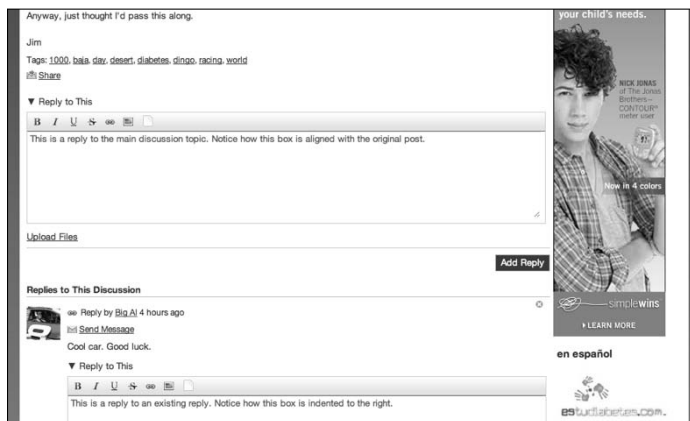 Anyway, just thought I'd pass this along.
Jim
Tags: 1000, baja, day, desert, diabetes, dingo, racing, world
Share
▼ Reply to This
B I U S
This is a reply to the main discussion topic. Notice how this box is aligned with the original post.
Upload Files
Add Reply
Replies to This Discussion
Reply by Big Al 4 hours ago
Send Message
Cool car. Good luck.
▼ Reply to This
B I U S
This is a reply to an existing reply. Notice how this box is indented to the right.
your child's needs.
NICK JONAS
of The Jonas
Brothers–
CONTOUR®
meter user
Now in 4 colors
simplewins
LEARN MORE
en español
estudiabetes.com.